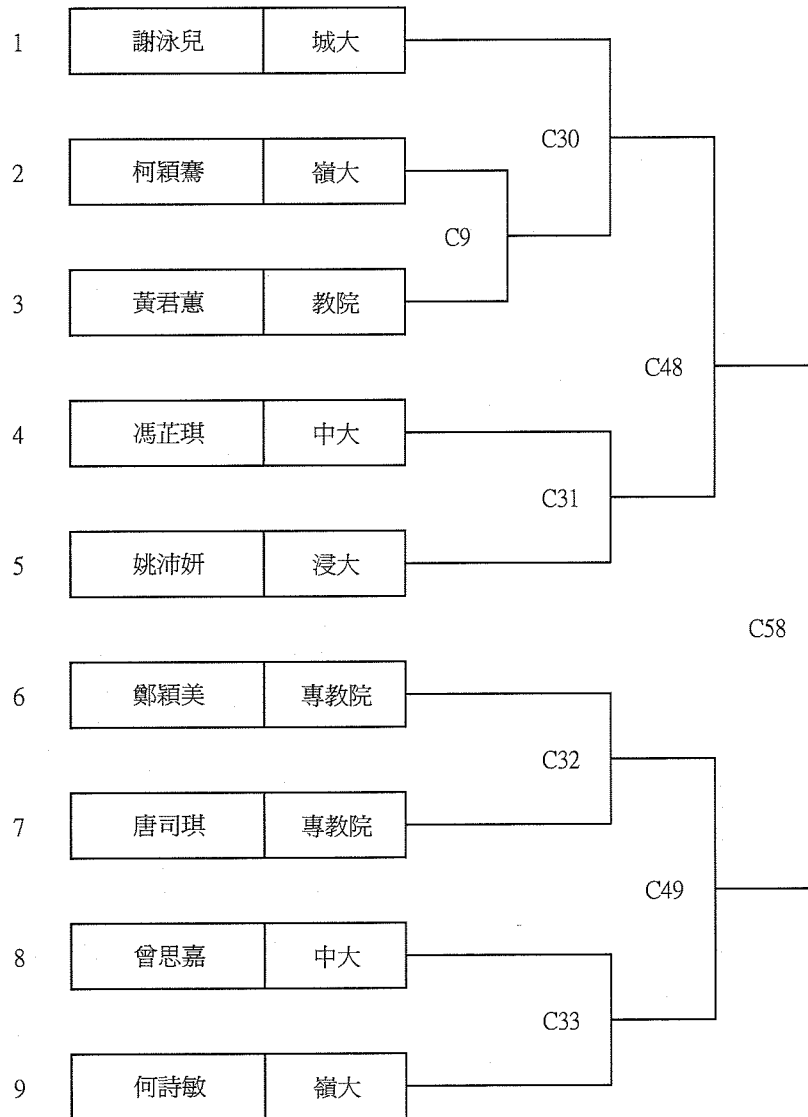 1 謝泳兒 城大
C30
2 柯穎騫 嶺大
C9
3 黃君蕙 教院
C48
4 馮芷琪 中大
C31
5 姚沛妍 浸大
C58
6 鄭穎美 專教院
C32
7 唐司琪 專教院
C49
8 曾思嘉 中大
C33
9 何詩敏 嶺大